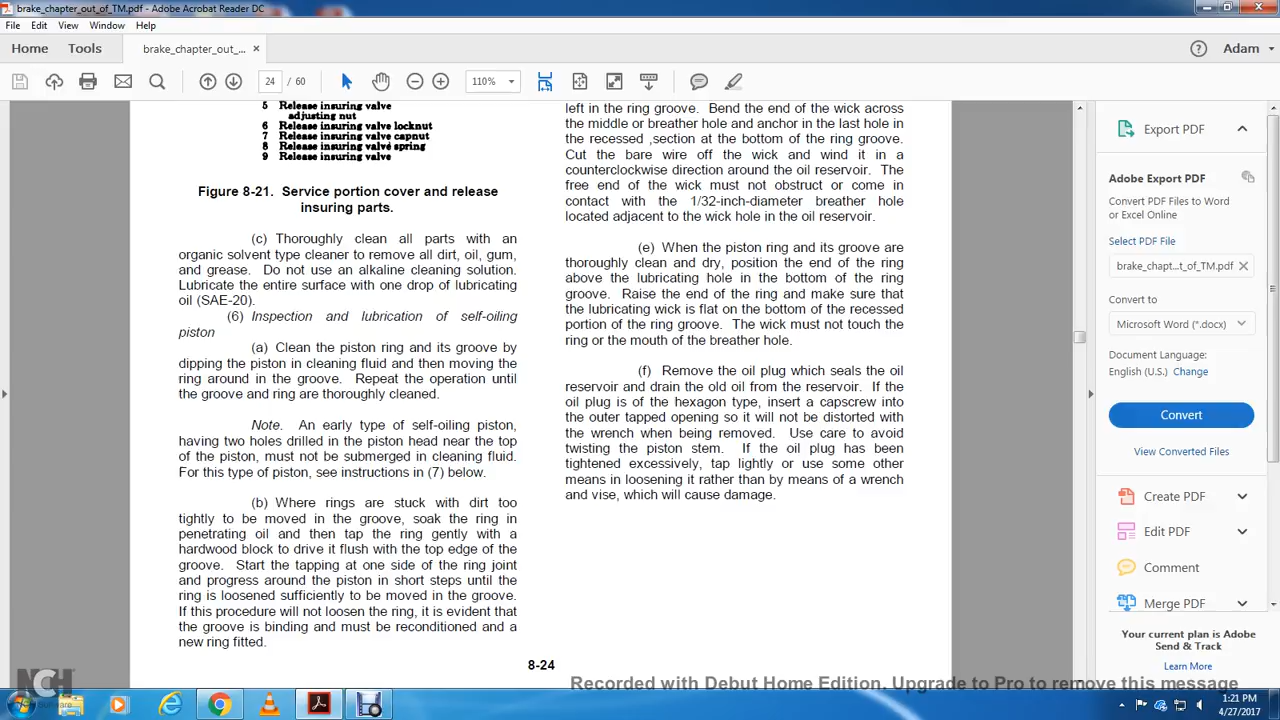 brake_chapter_out_of_TM.pdf - Adobe Acrobat Reader DC
File Edit View Window Help
Home Tools brake_chapter_out_... × Adam
24 / 60 110%
5 Release insuring valve
adjusting nut
6 Release insuring valve locknut
7 Release insuring valve capnut
8 Release insuring valve spring
9 Release insuring valve
Figure 8-21. Service portion cover and release
insuring parts.
(c) Thoroughly clean all parts with an
organic solvent type cleaner to remove all dirt, oil, gum,
and grease. Do not use an alkaline cleaning solution.
Lubricate the entire surface with one drop of lubricating
oil (SAE-20).
(6) Inspection and lubrication of self-oiling
piston
(a) Clean the piston ring and its groove by
dipping the piston in cleaning fluid and then moving the
ring around in the groove. Repeat the operation until
the groove and ring are thoroughly cleaned.
Note. An early type of self-oiling piston,
having two holes drilled in the piston head near the top
of the piston, must not be submerged in cleaning fluid.
For this type of piston, see instructions in (7) below.
(b) Where rings are stuck with dirt too
tightly to be moved in the groove, soak the ring in
penetrating oil and then tap the ring gently with a
hardwood block to drive it flush with the top edge of the
groove. Start the tapping at one side of the ring joint
and progress around the piston in short steps until the
ring is loosened sufficiently to be moved in the groove.
If this procedure will not loosen the ring, it is evident that
the groove is binding and must be reconditioned and a
new ring fitted.
left in the ring groove. Bend the end of the wick across
the middle or breather hole and anchor in the last hole in
the recessed ,section at the bottom of the ring groove.
Cut the bare wire off the wick and wind it in a
counterclockwise direction around the oil reservoir. The
free end of the wick must not obstruct or come in
contact with the 1/32-inch-diameter breather hole
located adjacent to the wick hole in the oil reservoir.
(e) When the piston ring and its groove are
thoroughly clean and dry, position the end of the ring
above the lubricating hole in the bottom of the ring
groove. Raise the end of the ring and make sure that
the lubricating wick is flat on the bottom of the recessed
portion of the ring groove. The wick must not touch the
ring or the mouth of the breather hole.
(f) Remove the oil plug which seals the oil
reservoir and drain the old oil from the reservoir. If the
oil plug is of the hexagon type, insert a capscrew into
the outer tapped opening so it will not be distorted with
the wrench when being removed. Use care to avoid
twisting the piston stem. If the oil plug has been
tightened excessively, tap lightly or use some other
means in loosening it rather than by means of a wrench
and vise, which will cause damage.
8-24
Export PDF
Adobe Export PDF
Convert PDF Files to Word
or Excel Online
Select PDF File
brake_chapt...t_of_TM.pdf ×
Convert to
Microsoft Word (*.docx)
Document Language:
English (U.S.) Change
Convert
View Converted Files
Create PDF
Edit PDF
Comment
Merge PDF
Your current plan is Adobe
Send & Track
Learn More
NCH
Software
Recorded with Debut Home Edition. Upgrade to Pro to remove this message
1:21 PM
4/27/2017